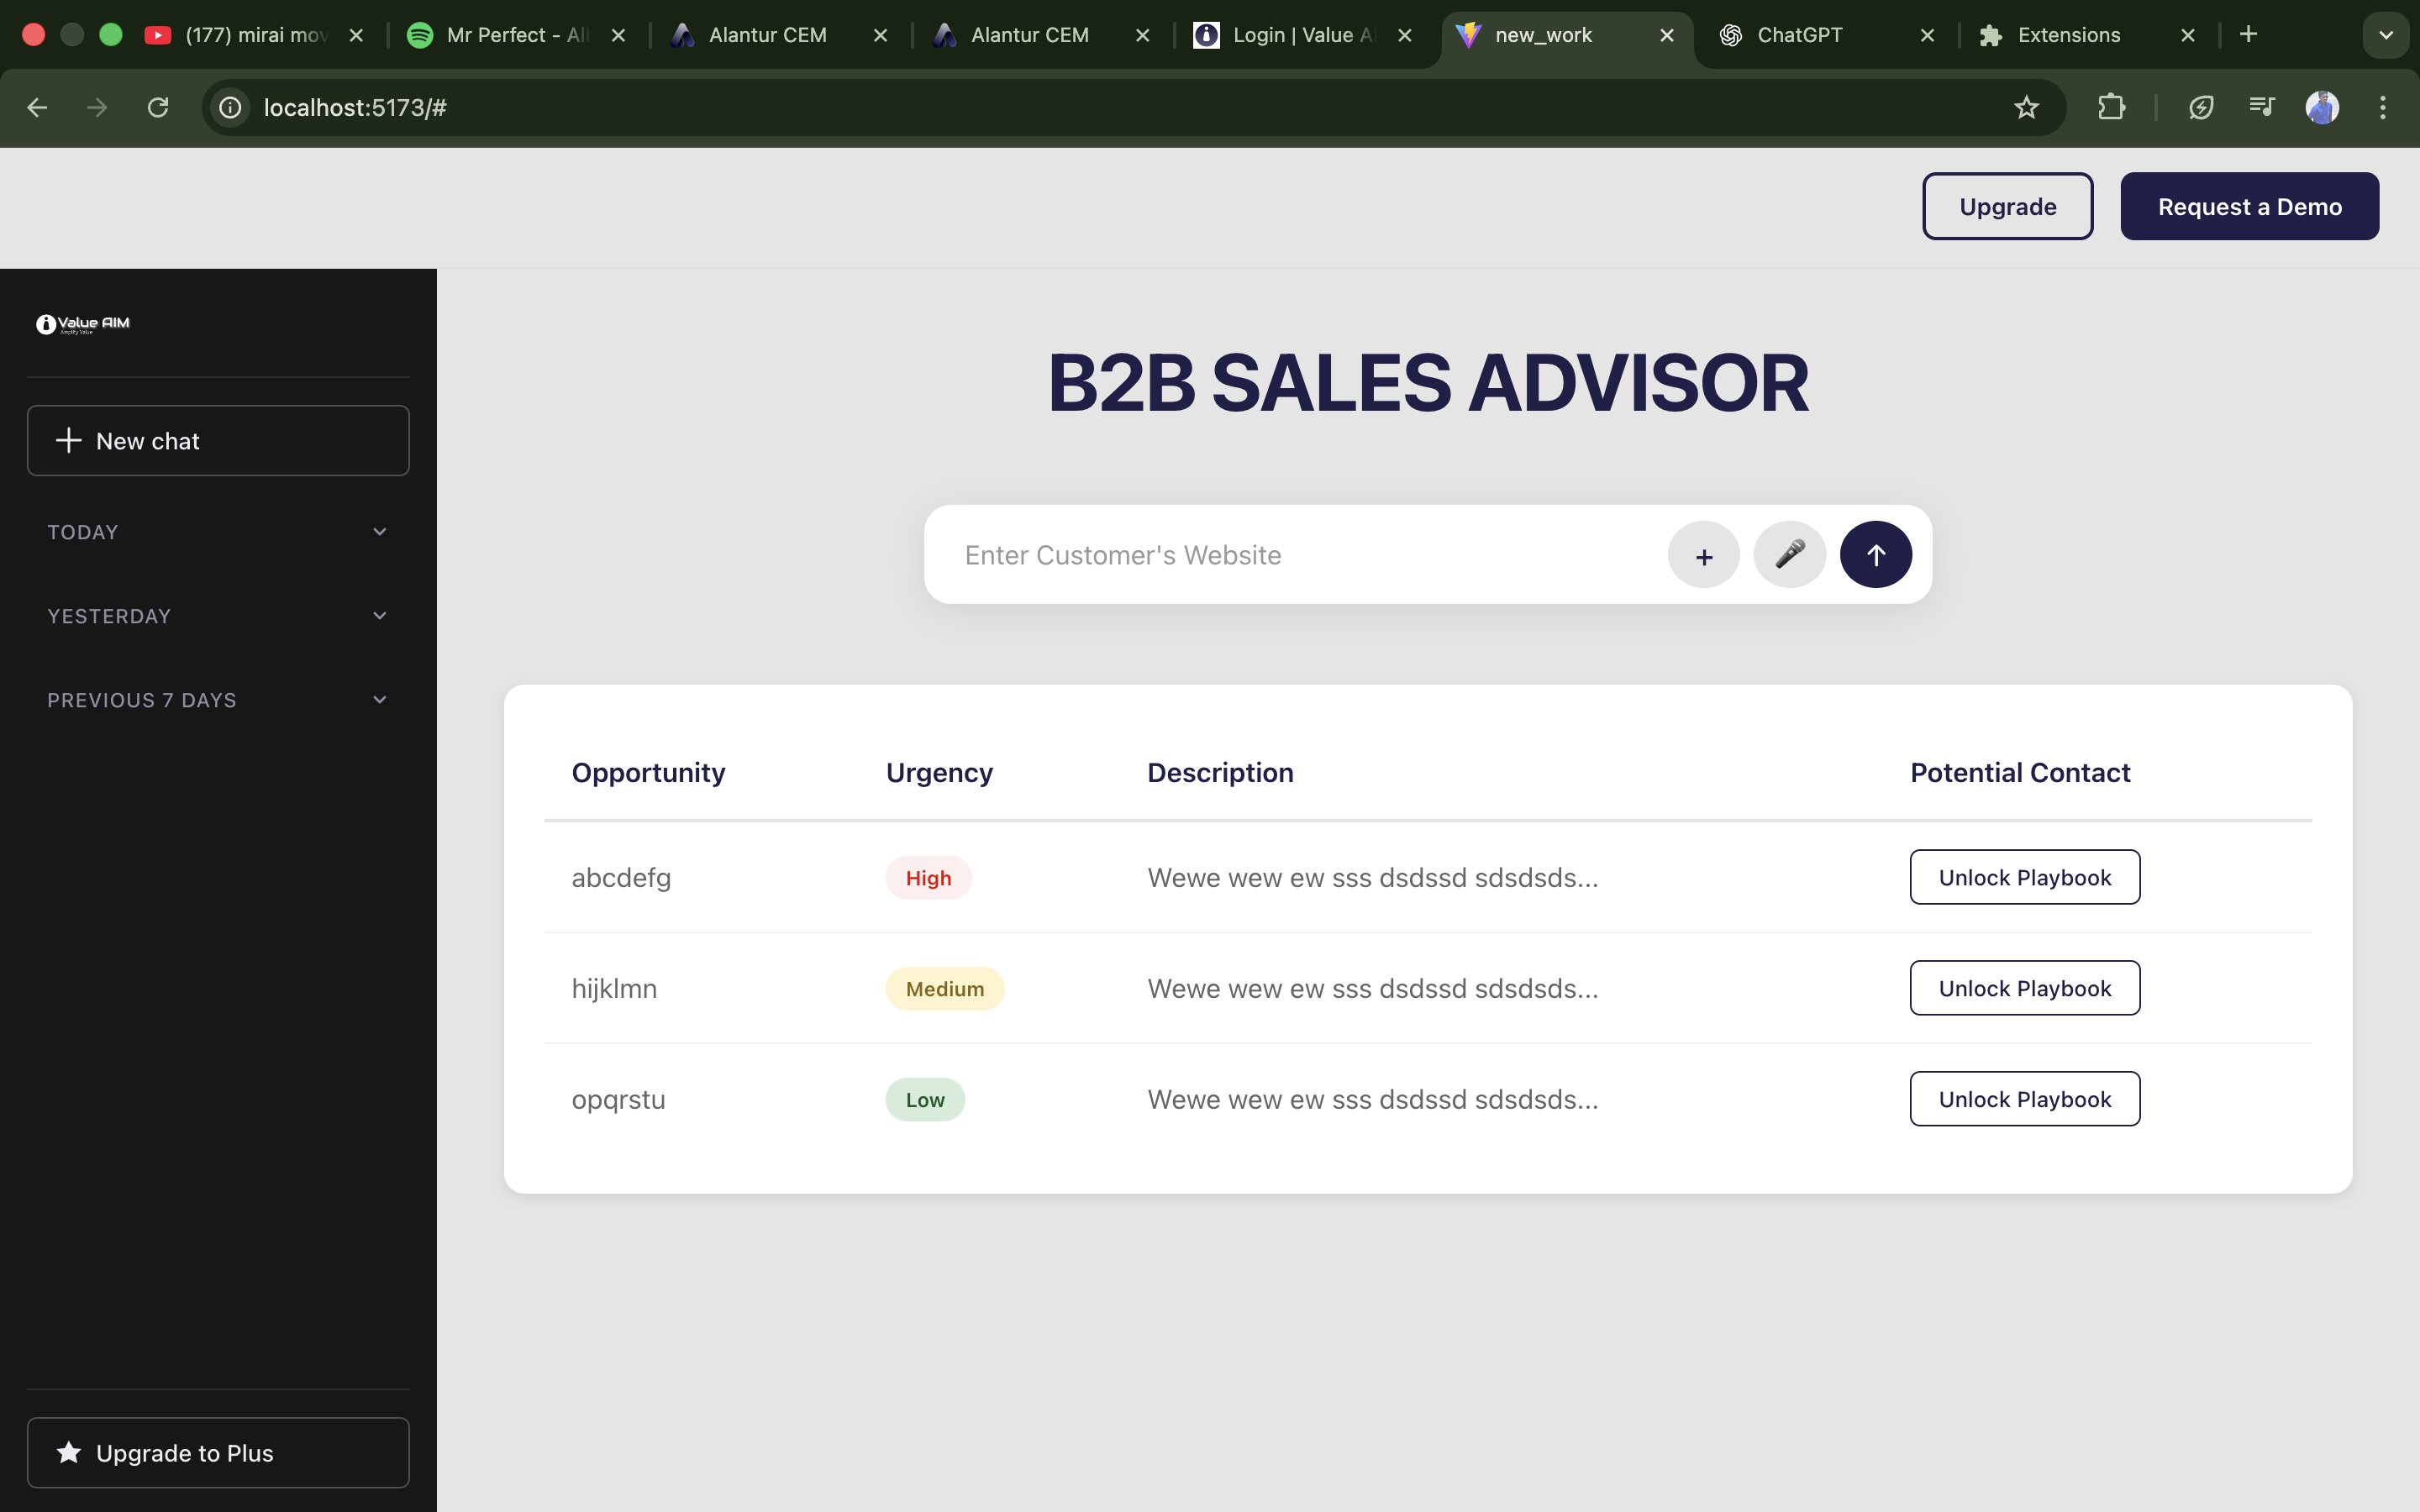 (177) mirai mov
Mr Perfect - Al
Alantur CEM
Alantur CEM
Login | Value A
new_work
ChatGPT
Extensions
localhost:5173/#
Upgrade
Request a Demo
Value AIM
Amplify Value
B2B SALES ADVISOR
New chat
TODAY
YESTERDAY
PREVIOUS 7 DAYS
Enter Customer's Website
Opportunity Urgency Description Potential Contact
abcdefg High Wewe wew ew sss dsdssd sdsdsds... Unlock Playbook
hijklmn Medium Wewe wew ew sss dsdssd sdsdsds... Unlock Playbook
opqrstu Low Wewe wew ew sss dsdssd sdsdsds... Unlock Playbook
Upgrade to Plus